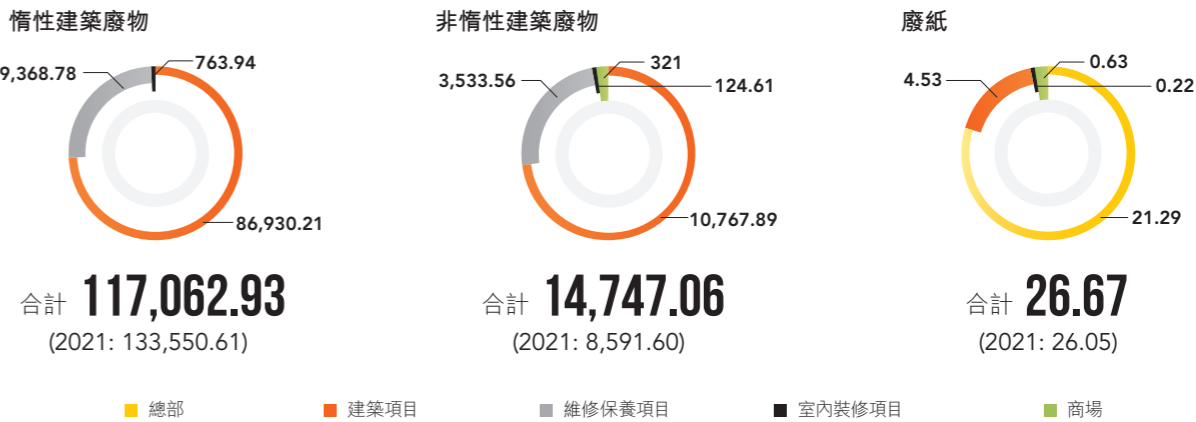 惰性建築廢物
9,368.78
763.94
86,930.21
合計 117,062.93
(2021: 133,550.61)
非惰性建築廢物
3,533.56
321
124.61
10,767.89
合計 14,747.06
(2021: 8,591.60)
廢紙
4.53
0.63
0.22
21.29
合計 26.67
(2021: 26.05)
總部
建築項目
維修保養項目
室內裝修項目
商場